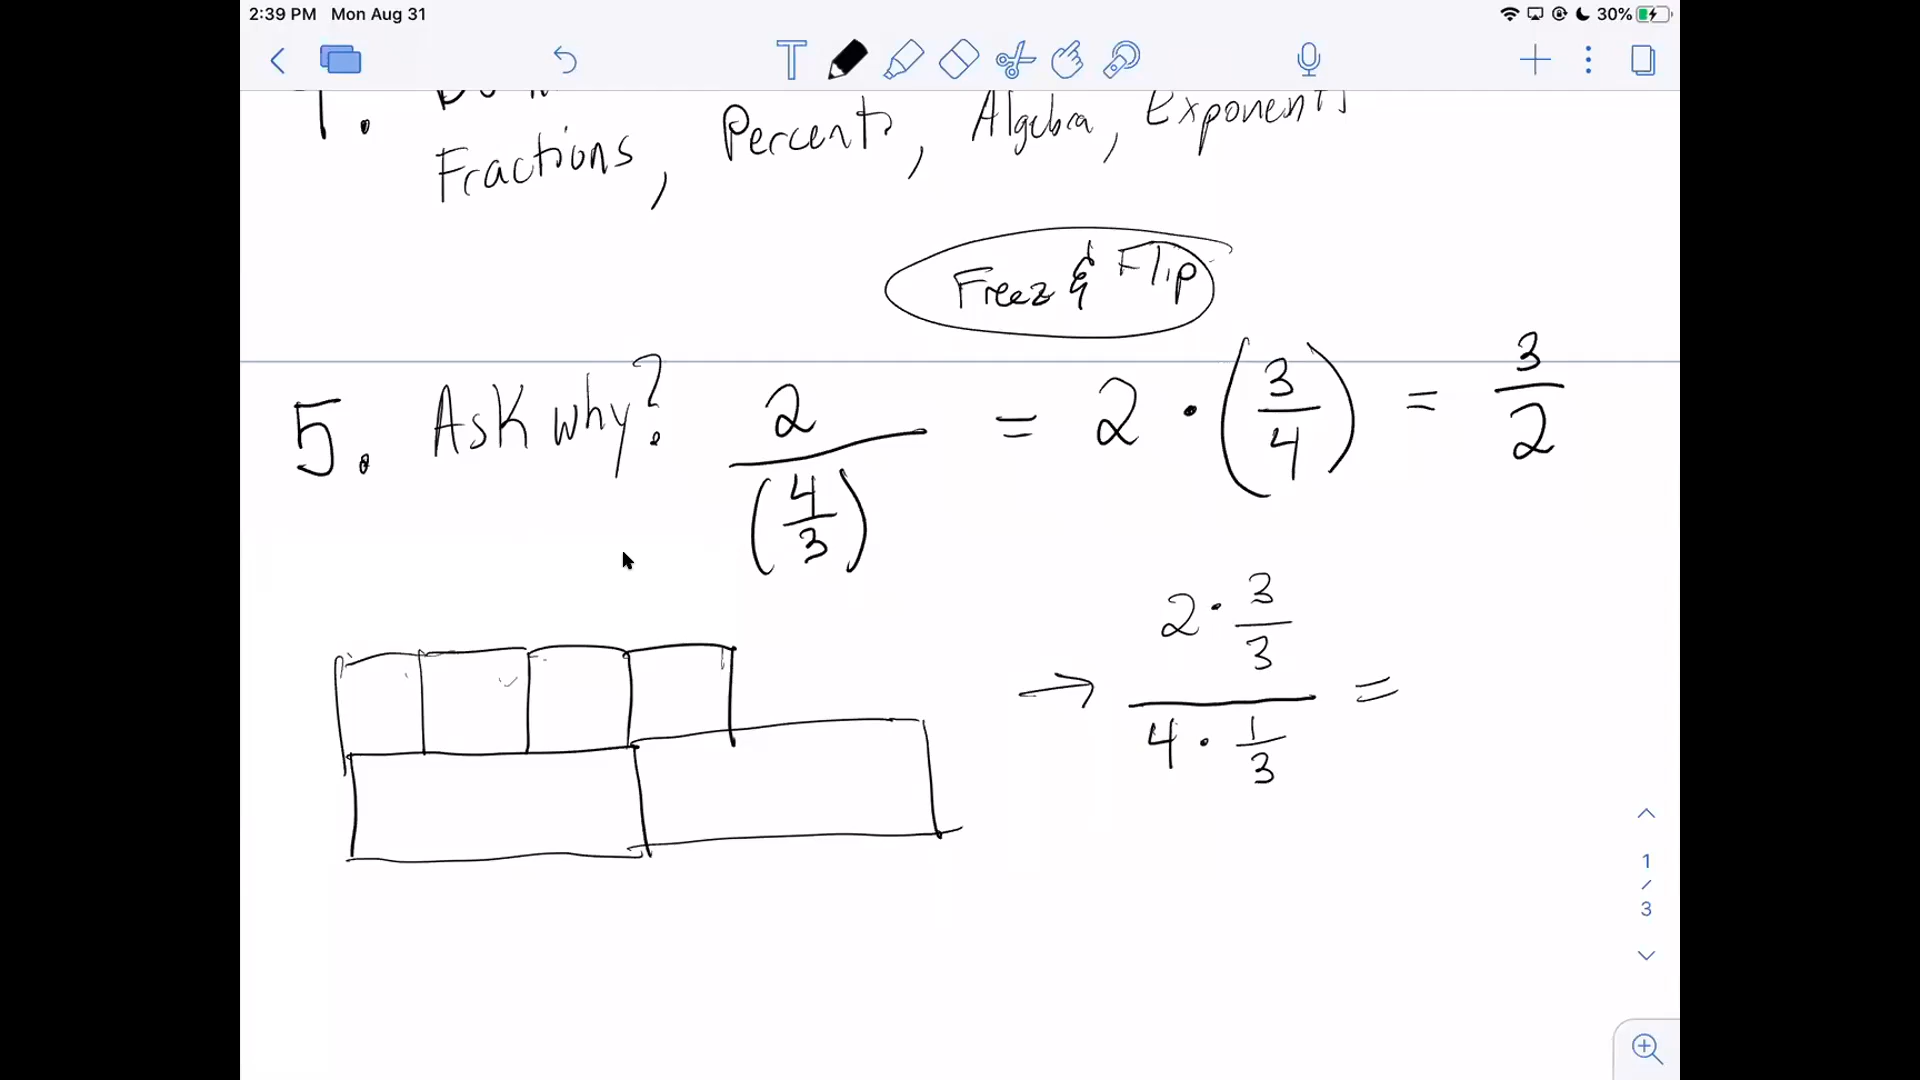 2:39 PM Mon Aug 31
30%
T
Fractions, Percents, Algebra, Exponents
Freez & Flip
5. Ask why? 2/(4/3) = 2 · (3/4) = 3/2
→ (2 · 3/3)/(4 · 1/3) =
1
/
3